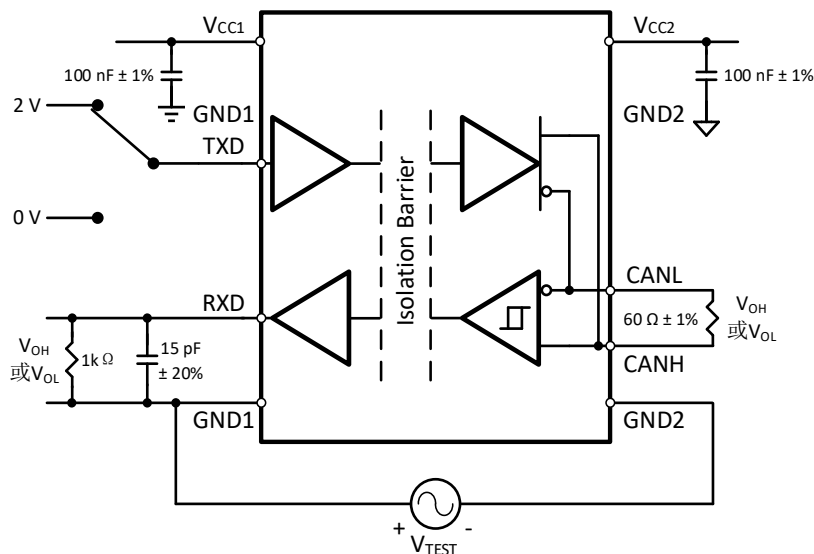 VCC1
VCC2
100 nF ± 1%
100 nF ± 1%
2 V
GND1
GND2
TXD
0 V
Isolation Barrier
CANL
RXD
VOH
或VOL
1k Ω
15 pF
± 20%
60 Ω ± 1%
VOH
或VOL
CANH
GND1
GND2
+
-
VTEST